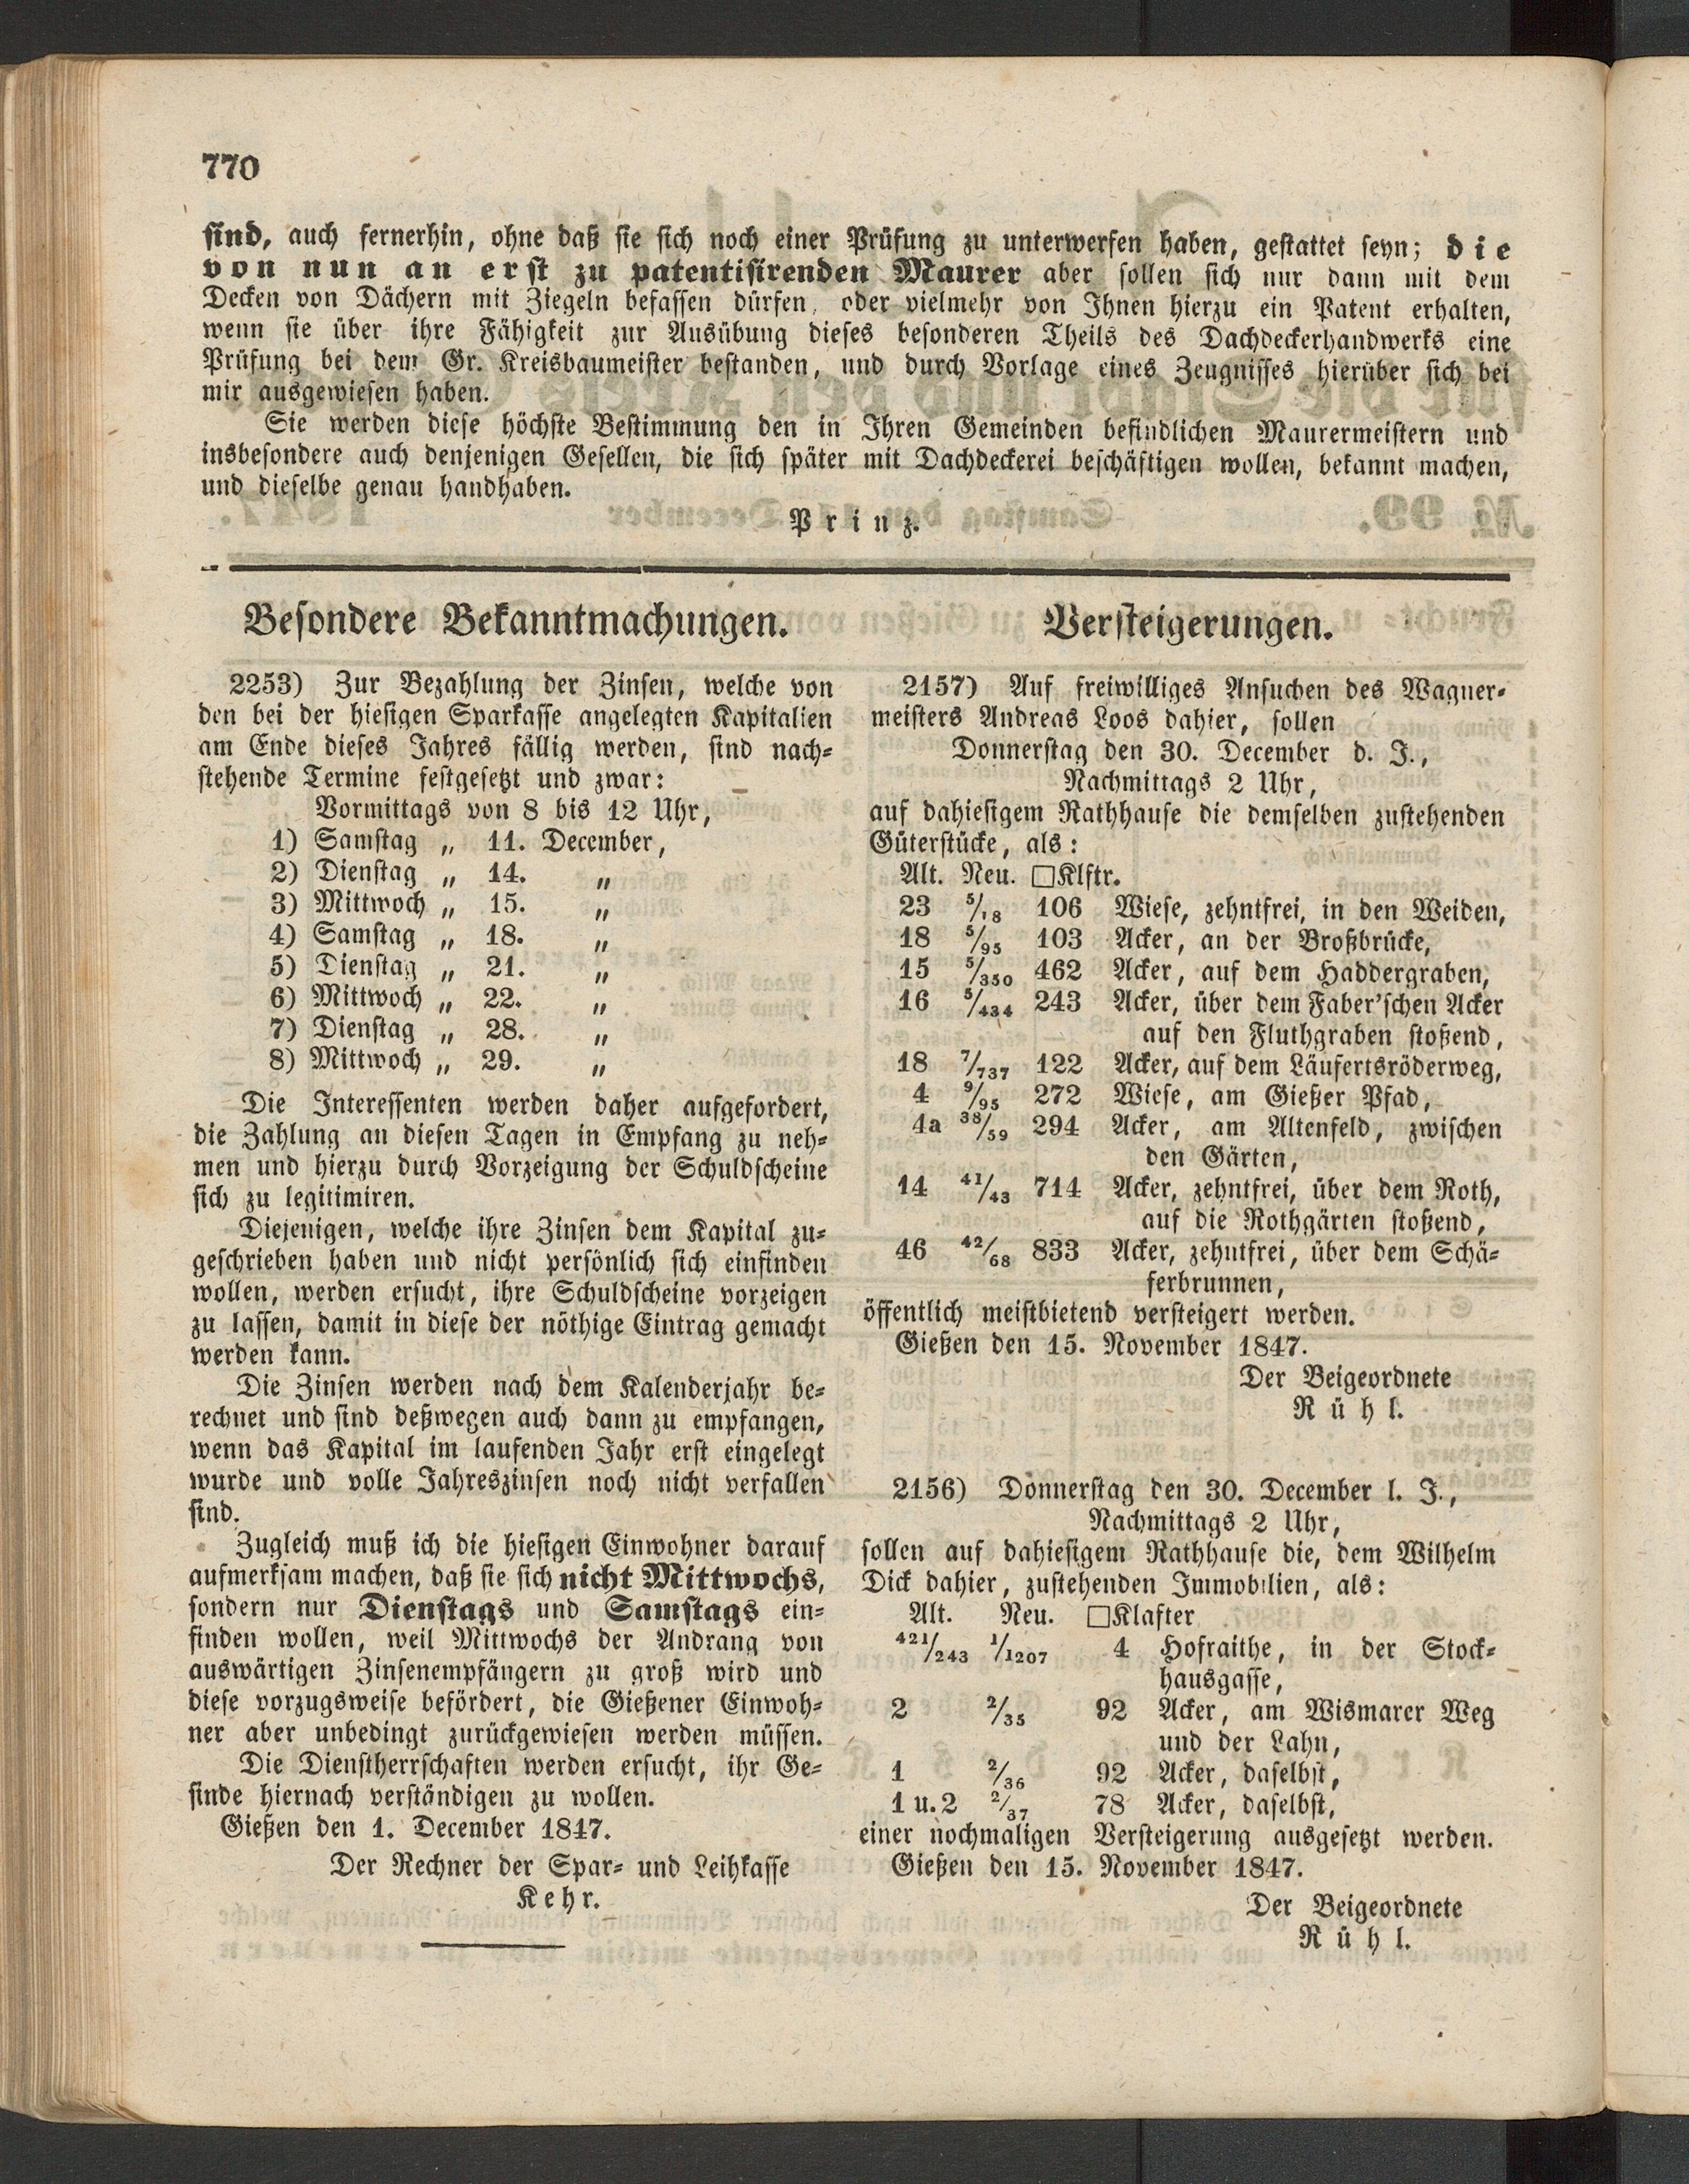 770
sind, auch fernerhin, ohne daß sie sich noch einer Prüfung zu unterwerfen haben, gestattet seyn; die
von nun an erst zu patentisirenden Maurer aber sollen sich nur dann mit dem
Decken von Dächern mit Ziegeln befassen dürfen, oder vielmehr von Ihnen hierzu ein Patent erhalten,
wenn sie über ihre Fähigkeit zur Ausübung dieses besonderen Theils des Dachdeckerhandwerks eine
Prüfung bei dem Gr. Kreisbaumeister bestanden, und durch Vorlage eines Zeugnisses hierüber sich bei
mir ausgewiesen haben.
Sie werden diese höchste Bestimmung den in Ihren Gemeinden befindlichen Maurermeistern und
insbesondere auch denjenigen Gesellen, die sich später mit Dachdeckerei beschäftigen wollen, bekannt machen,
und dieselbe genau handhaben.
Prinz.
Besondere Bekanntmachungen.
2253) Zur Bezahlung der Zinsen, welche von
den bei der hiesigen Sparkasse angelegten Kapitalien
am Ende dieses Jahres fällig werden, sind nach-
stehende Termine festgesetzt und zwar:
Vormittags von 8 bis 12 Uhr,
1) Samstag „ 11. December,
2) Dienstag „ 14. „
3) Mittwoch „ 15. „
4) Samstag „ 18. „
5) Dienstag „ 21. „
6) Mittwoch „ 22. „
7) Dienstag „ 28. „
8) Mittwoch „ 29. „
Die Interessenten werden daher aufgefordert,
die Zahlung an diesen Tagen in Empfang zu neh-
men und hierzu durch Vorzeigung der Schuldscheine
sich zu legitimiren.
Diejenigen, welche ihre Zinsen dem Kapital zu-
geschrieben haben und nicht persönlich sich einfinden
wollen, werden ersucht, ihre Schuldscheine vorzeigen
zu lassen, damit in diese der nöthige Eintrag gemacht
werden kann.
Die Zinsen werden nach dem Kalenderjahr be-
rechnet und sind deßwegen auch dann zu empfangen,
wenn das Kapital im laufenden Jahr erst eingelegt
wurde und volle Jahreszinsen noch nicht verfallen
sind.
Zugleich muß ich die hiesigen Einwohner darauf
aufmerksam machen, daß sie sich nicht Mittwochs,
sondern nur Dienstags und Samstags ein-
finden wollen, weil Mittwochs der Andrang von
auswärtigen Zinsenempfängern zu groß wird und
diese vorzugsweise befördert, die Gießener Einwoh-
ner aber unbedingt zurückgewiesen werden müssen.
Die Dienstherrschaften werden ersucht, ihr Ge-
sinde hiernach verständigen zu wollen.
Gießen den 1. December 1847.
Der Rechner der Spar- und Leihkasse
Kehr.
Versteigerungen.
2157) Auf freiwilliges Ansuchen des Wagner-
meisters Andreas Loos dahier, sollen
Donnerstag den 30. December d. J.,
Nachmittags 2 Uhr,
auf dahiesigem Rathhause die demselben zustehenden
Güterstücke, als:
Alt. Neu. □Klftr.
23 5/18 106 Wiese, zehntfrei, in den Weiden,
18 5/95 103 Acker, an der Broßbrücke,
15 5/350 462 Acker, auf dem Haddergraben,
16 5/434 243 Acker, über dem Faber'schen Acker
auf den Fluthgraben stoßend,
18 7/737 122 Acker, auf dem Läufertsröderweg,
4 9/95 272 Wiese, am Gießer Pfad,
4a 38/59 294 Acker, am Altenfeld, zwischen
den Gärten,
14 41/43 714 Acker, zehntfrei, über dem Roth,
auf die Rothgärten stoßend,
46 42/68 833 Acker, zehntfrei, über dem Schä-
ferbrunnen,
öffentlich meistbietend versteigert werden.
Gießen den 15. November 1847.
Der Beigeordnete
Rühl.
2156) Donnerstag den 30. December l. J.,
Nachmittags 2 Uhr,
sollen auf dahiesigem Rathhause die, dem Wilhelm
Dick dahier, zustehenden Immobilien, als:
Alt. Neu. □Klafter
421/243 1/1207 4 Hofraithe, in der Stock-
hausgasse,
2 2/35 92 Acker, am Wismarer Weg
und der Lahn,
1 2/36 92 Acker, daselbst,
1 u. 2 2/37 78 Acker, daselbst,
einer nochmaligen Versteigerung ausgesetzt werden.
Gießen den 15. November 1847.
Der Beigeordnete
Rühl.